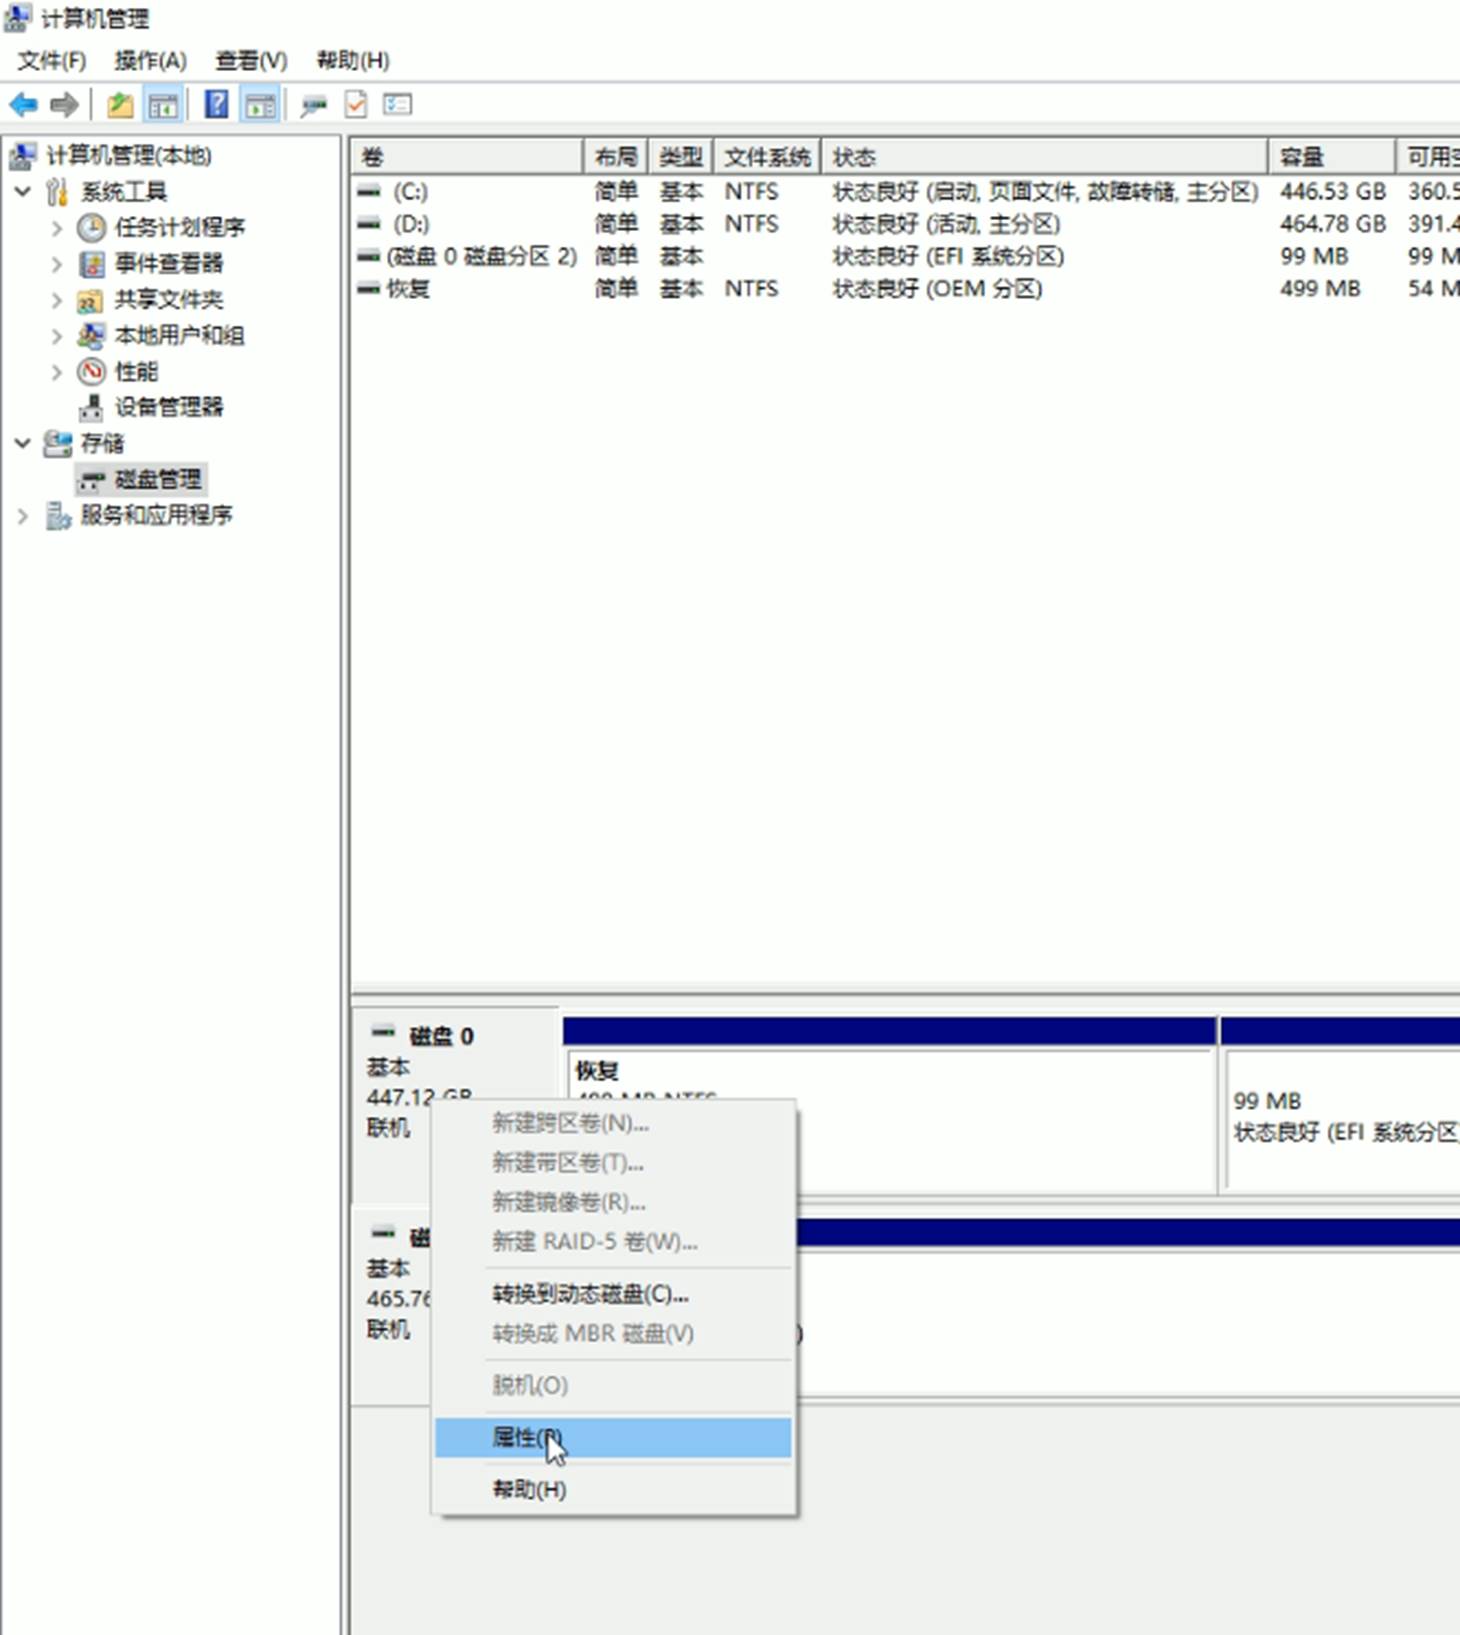 计算机管理
文件(F) 操作(A) 查看(V) 帮助(H)
计算机管理(本地)
系统工具
任务计划程序
事件查看器
共享文件夹
本地用户和组
性能
设备管理器
存储
磁盘管理
服务和应用程序
卷 布局 类型 文件系统 状态 容量 可用
(C:) 简单 基本 NTFS 状态良好 (启动, 页面文件, 故障转储, 主分区) 446.53 GB 360.5
(D:) 简单 基本 NTFS 状态良好 (活动, 主分区) 464.78 GB 391.4
(磁盘 0 磁盘分区 2) 简单 基本 状态良好 (EFI 系统分区) 99 MB 99 M
恢复 简单 基本 NTFS 状态良好 (OEM 分区) 499 MB 54 M
磁盘 0
基本
447.12 GB
联机
恢复
99 MB
状态良好 (EFI 系统分区
基本
465.76
联机
新建跨区卷(N)...
新建带区卷(T)...
新建镜像卷(R)...
新建 RAID-5 卷(W)...
转换到动态磁盘(C)...
转换成 MBR 磁盘(V)
脱机(O)
属性(P)
帮助(H)